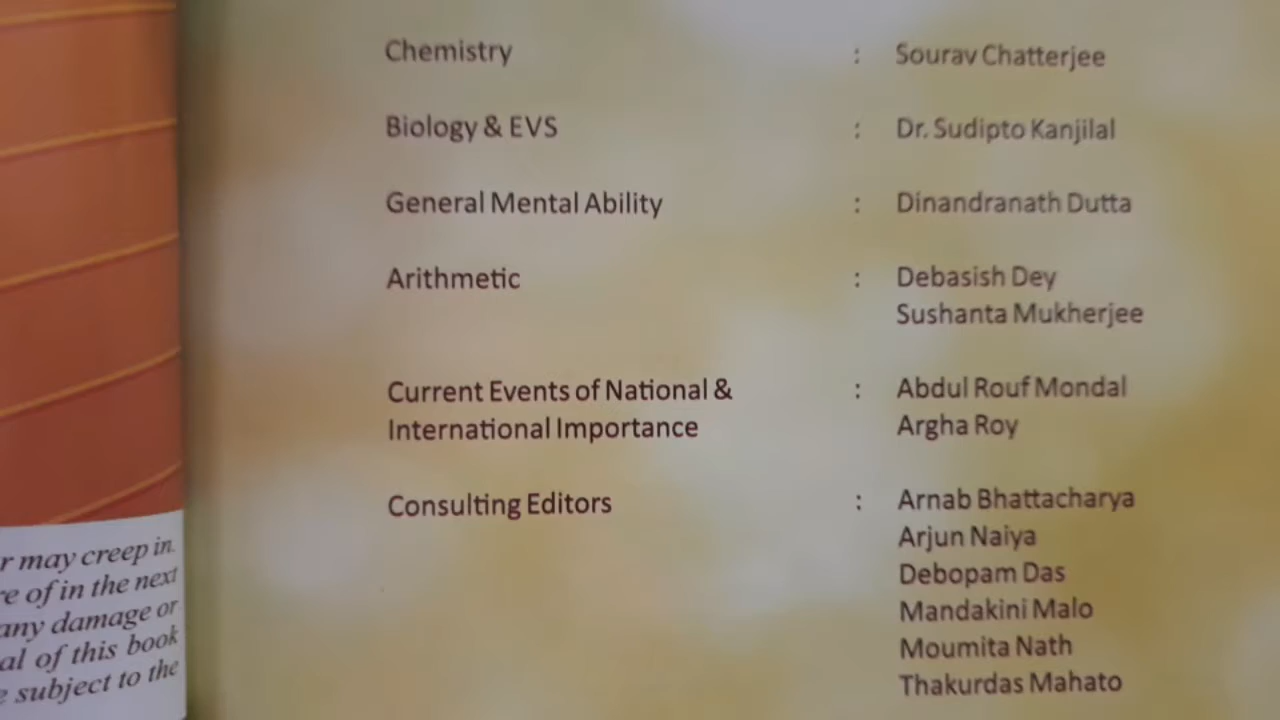 Chemistry : Sourav Chatterjee
Biology & EVS : Dr. Sudipto Kanjilal
General Mental Ability : Dinandranath Dutta
Arithmetic : Debasish Dey
Sushanta Mukherjee
Current Events of National & : Abdul Rouf Mondal
International Importance Argha Roy
Consulting Editors : Arnab Bhattacharya
Arjun Naiya
Debopam Das
Mandakini Malo
Moumita Nath
Thakurdas Mahato
may creep in.
of in the next
any damage or
of this book
subject to the